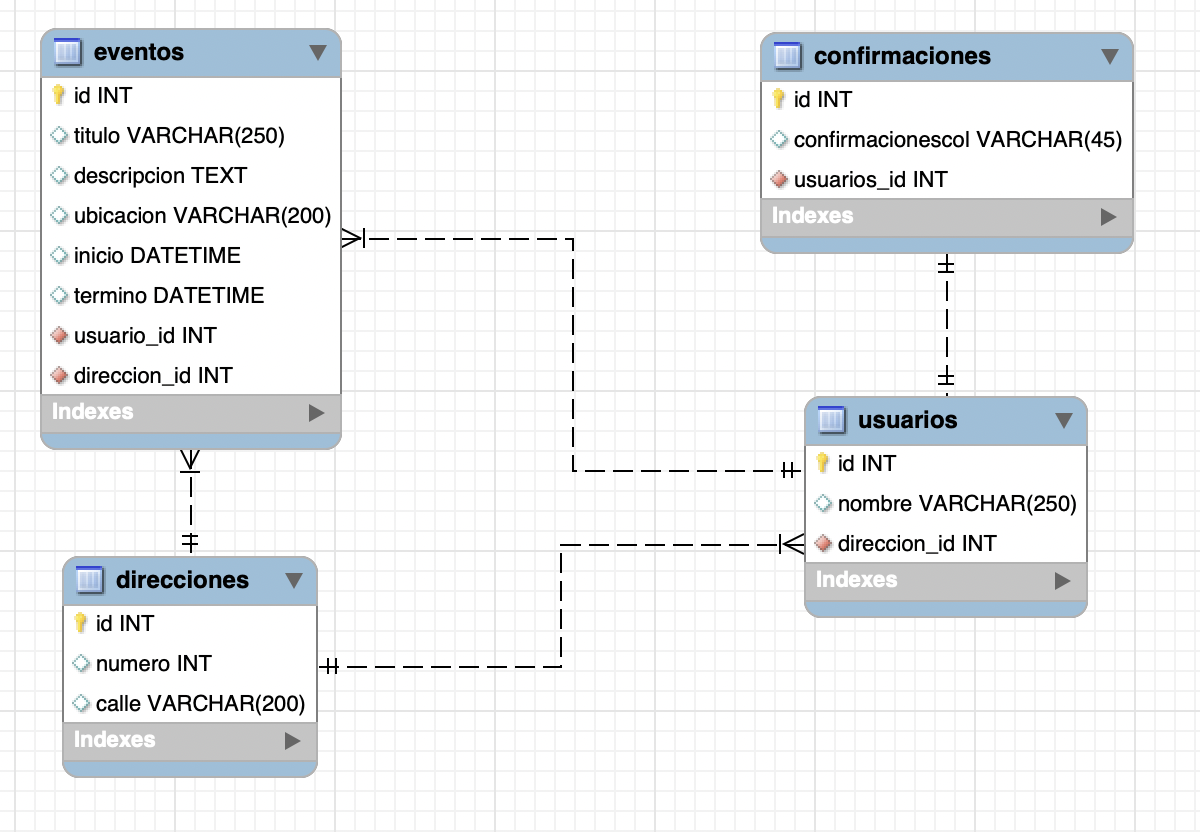 eventos
id INT
titulo VARCHAR(250)
descripcion TEXT
ubicacion VARCHAR(200)
inicio DATETIME
termino DATETIME
usuario_id INT
direccion_id INT
Indexes
confirmaciones
id INT
confirmacionescol VARCHAR(45)
usuarios_id INT
Indexes
usuarios
id INT
nombre VARCHAR(250)
direccion_id INT
Indexes
direcciones
id INT
numero INT
calle VARCHAR(200)
Indexes